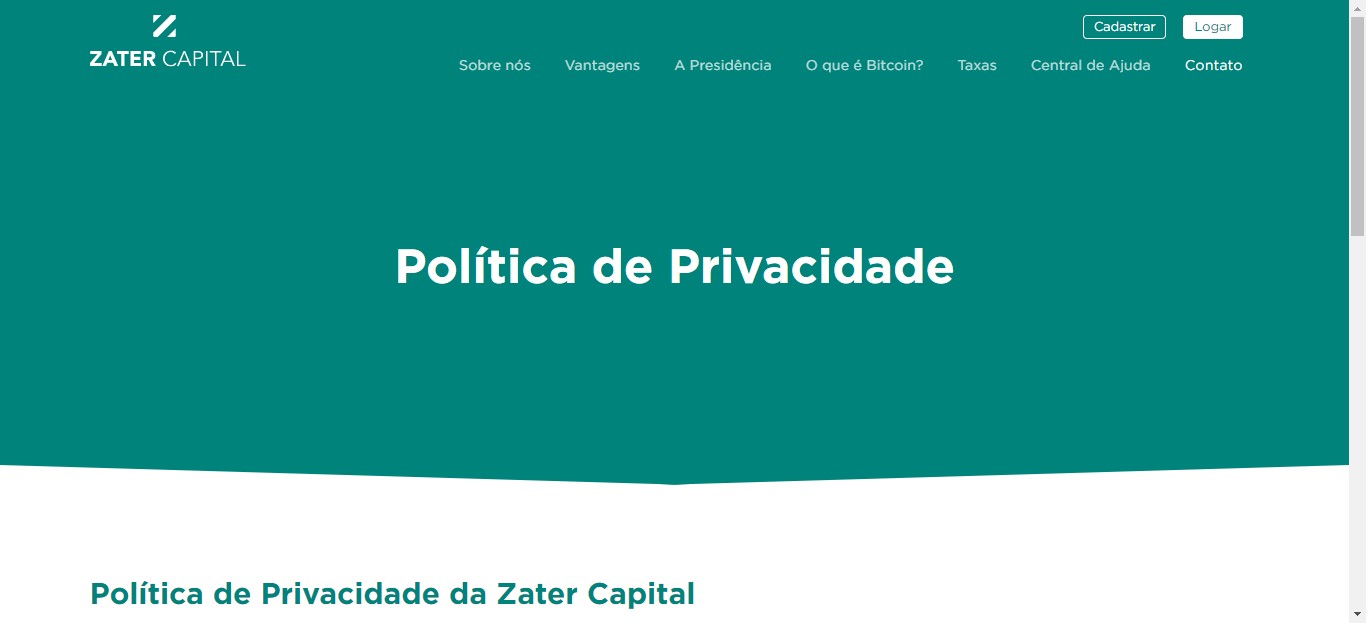 Cadastrar Logar
ZATER CAPITAL
Sobre nós Vantagens A Presidência O que é Bitcoin? Taxas Central de Ajuda Contato
Política de Privacidade
Política de Privacidade da Zater Capital